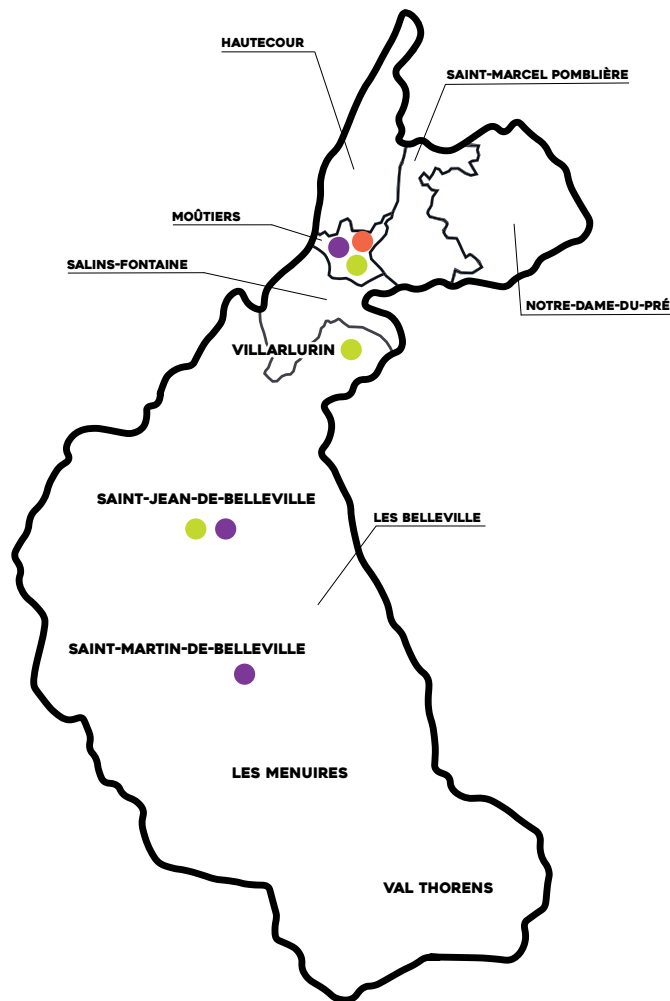 HAUTECOUR
SAINT-MARCEL POMBLIÈRE
MOÛTIERS
SALINS-FONTAINE
NOTRE-DAME-DU-PRÉ
VILLARLURIN
SAINT-JEAN-DE-BELLEVILLE
LES BELLEVILLE
SAINT-MARTIN-DE-BELLEVILLE
LES MENUIRES
VAL THORENS